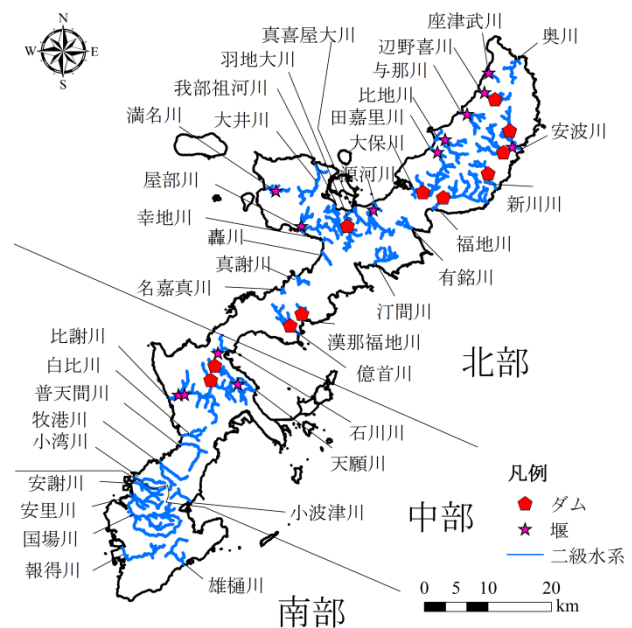 N
W
E
S
座津武川
奥川
辺野喜川
真喜屋大川
与那川
羽地大川
比地川
我部祖河川
田嘉里川
満名川
大井川
大保川
安波川
源河川
屋部川
新川川
幸地川
福地川
轟川
有銘川
真謝川
汀間川
名嘉真川
漢那福地川
北部
比謝川
億首川
白比川
普天間川
石川川
牧港川
天願川
小湾川
凡例
安謝川
小波津川
中部
ダム
安里川
堰
国場川
二級水系
報得川
雄樋川
南部
0 5 10 20
km